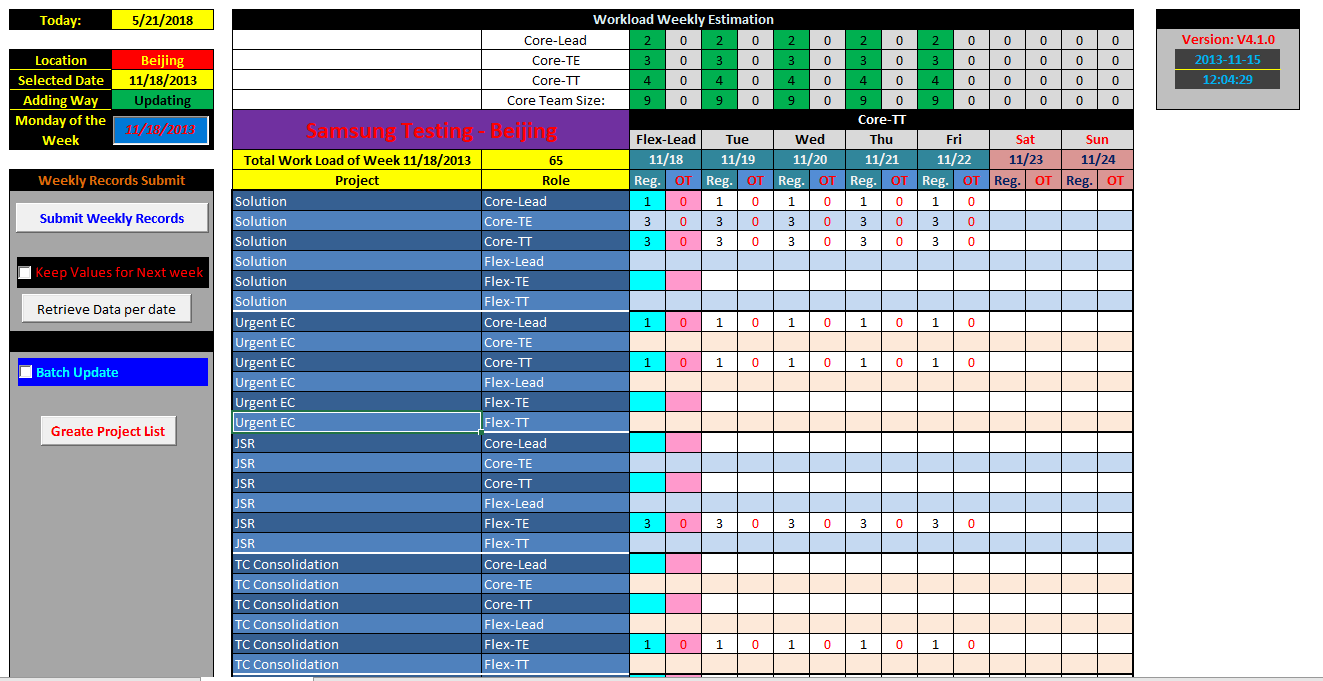 Today: 5/21/2018
Location Beijing
Selected Date 11/18/2013
Adding Way Updating
Monday of the Week 11/18/2013
Weekly Records Submit
Submit Weekly Records
Keep Values for Next week
Retrieve Data per date
Batch Update
Greate Project List
Workload Weekly Estimation
Core-Lead 2 0 2 0 2 0 2 0 2 0 0 0 0 0
Core-TE 3 0 3 0 3 0 3 0 3 0 0 0 0 0
Core-TT 4 0 4 0 4 0 4 0 4 0 0 0 0 0
Core Team Size: 9 0 9 0 9 0 9 0 9 0 0 0 0 0
Samsung Testing - Beijing
Core-TT
Flex-Lead Tue Wed Thu Fri Sat Sun
Total Work Load of Week 11/18/2013 65 11/18 11/19 11/20 11/21 11/22 11/23 11/24
Project Role Reg. OT Reg. OT Reg. OT Reg. OT Reg. OT Reg. OT Reg. OT
Solution Core-Lead 1 0 1 0 1 0 1 0 1 0
Solution Core-TE 3 0 3 0 3 0 3 0 3 0
Solution Core-TT 3 0 3 0 3 0 3 0 3 0
Solution Flex-Lead
Solution Flex-TE
Solution Flex-TT
Urgent EC Core-Lead 1 0 1 0 1 0 1 0 1 0
Urgent EC Core-TE
Urgent EC Core-TT 1 0 1 0 1 0 1 0 1 0
Urgent EC Flex-Lead
Urgent EC Flex-TE
Urgent EC Flex-TT
JSR Core-Lead
JSR Core-TE
JSR Core-TT
JSR Flex-Lead
JSR Flex-TE 3 0 3 0 3 0 3 0 3 0
JSR Flex-TT
TC Consolidation Core-Lead
TC Consolidation Core-TE
TC Consolidation Core-TT
TC Consolidation Flex-Lead
TC Consolidation Flex-TE 1 0 1 0 1 0 1 0 1 0
TC Consolidation Flex-TT
Version: V4.1.0
2013-11-15
12:04:29